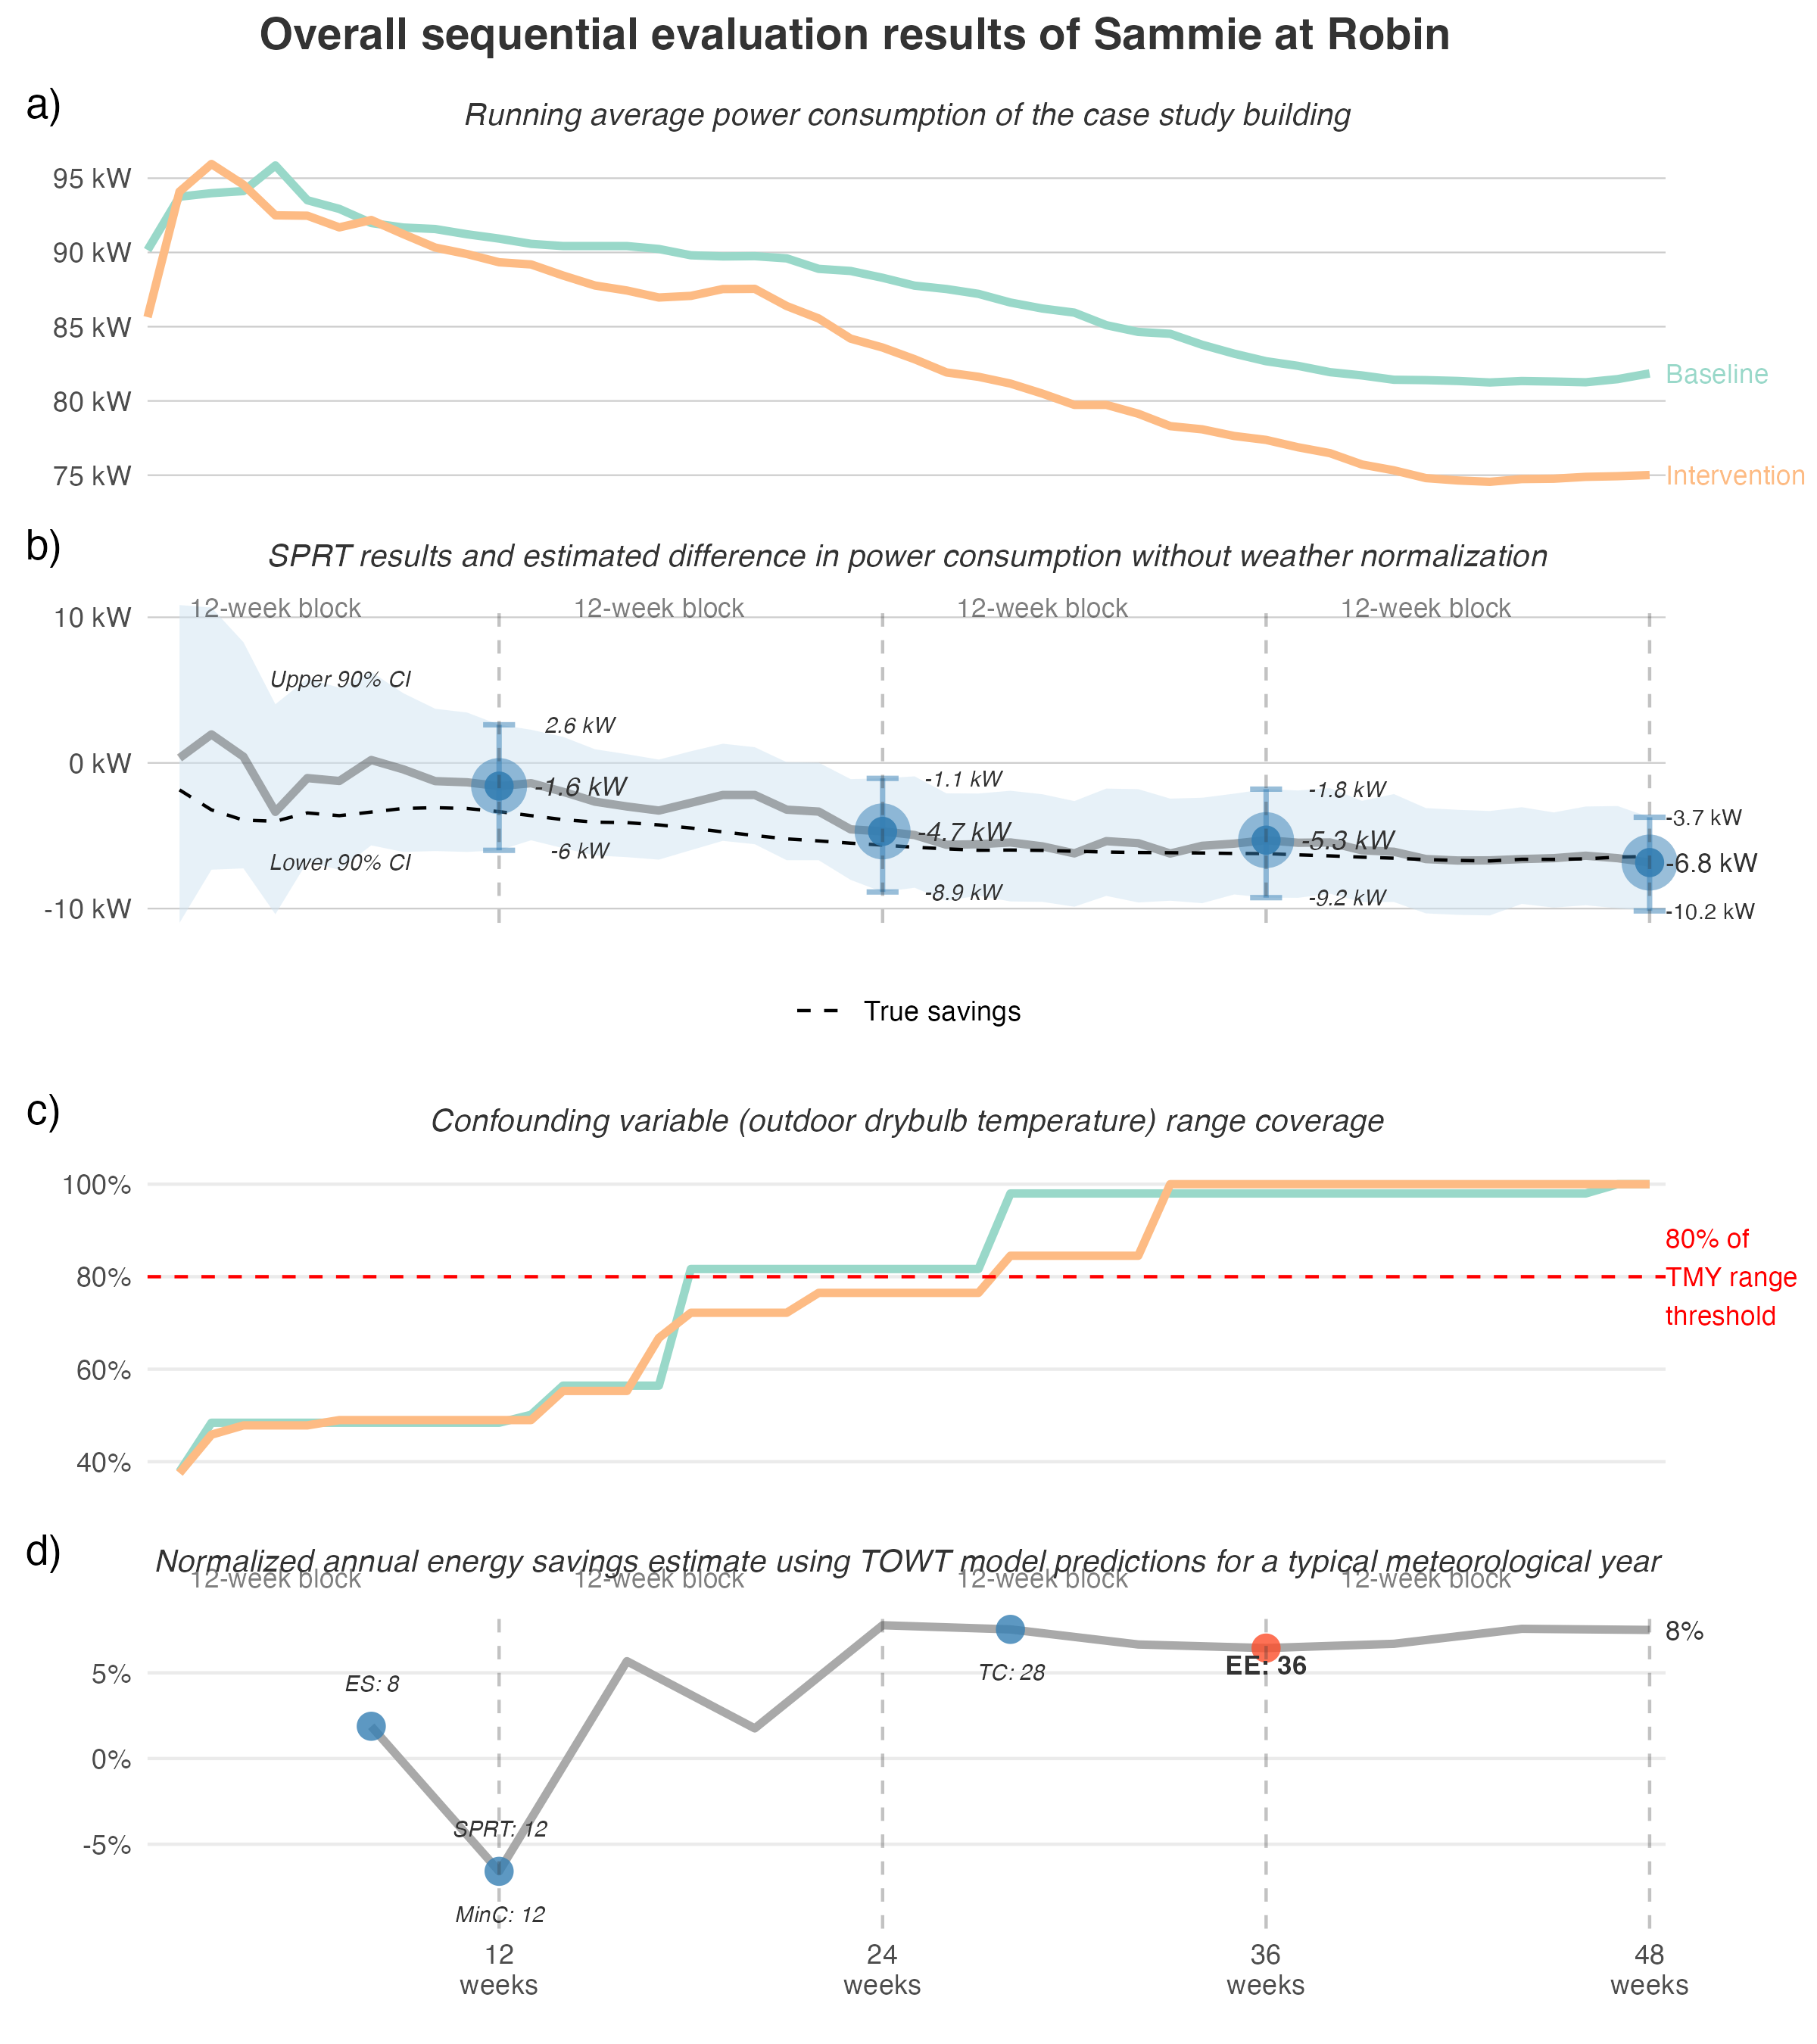 Overall sequential evaluation results of Sammie at Robin
a)
Running average power consumption of the case study building
95 kW
90 kW
85 kW
80 kW
75 kW
Baseline
Intervention
b)
SPRT results and estimated difference in power consumption without weather normalization
12-week block
12-week block
12-week block
12-week block
10 kW
0 kW
-10 kW
Upper 90% CI
Lower 90% CI
2.6 kW
-1.6 kW
-6 kW
-1.1 kW
-4.7 kW
-8.9 kW
-1.8 kW
-5.3 kW
-9.2 kW
-3.7 kW
-6.8 kW
-10.2 kW
True savings
c)
Confounding variable (outdoor drybulb temperature) range coverage
100%
80%
60%
40%
80% of
TMY range
threshold
d)
Normalized annual energy savings estimate using TOWT model predictions for a typical meteorological year
12-week block
12-week block
12-week block
12-week block
5%
0%
-5%
ES: 8
SPRT: 12
MinC: 12
TC: 28
EE: 36
8%
12
weeks
24
weeks
36
weeks
48
weeks